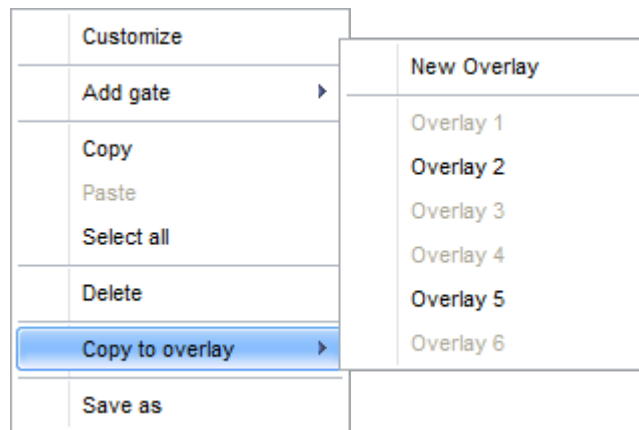 Customize
Add gate
Copy
Paste
Select all
Delete
Copy to overlay
Save as
New Overlay
Overlay 1
Overlay 2
Overlay 3
Overlay 4
Overlay 5
Overlay 6